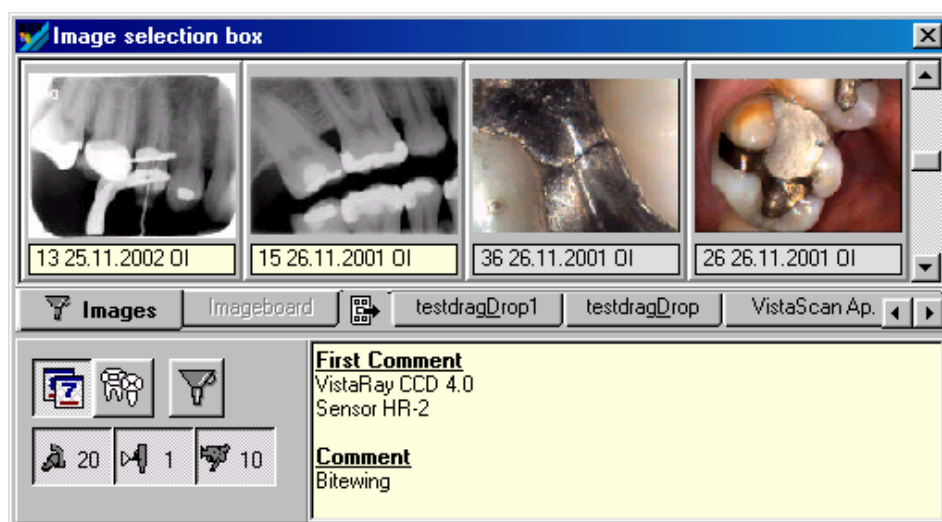 Image selection box
13 25.11.2002 OI
15 26.11.2001 OI
36 26.11.2001 OI
26 26.11.2001 OI
Images
Imageboard
testdragDrop1
testdragDrop
VistaScan Ap.
First Comment
VistaRay CCD 4.0
Sensor HR-2
7
20
1
10
Comment
Bitewing